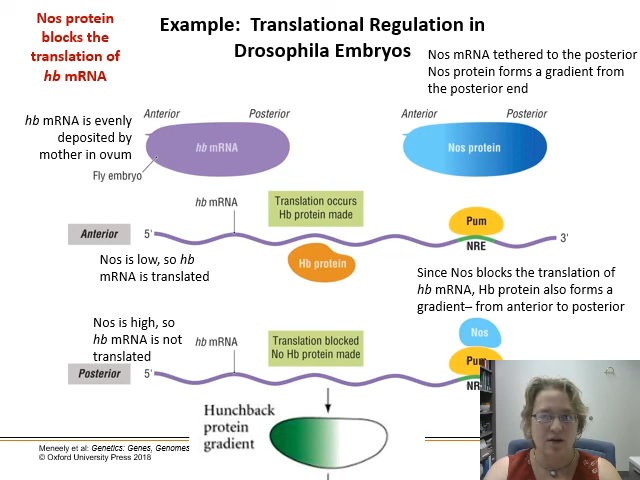 Nos protein
blocks the
translation of
hb mRNA
Example:  Translational Regulation in
Drosophila Embryos
Nos mRNA tethered to the posterior
Nos protein forms a gradient from
the posterior end
hb mRNA is evenly
deposited by
mother in ovum
Anterior
Posterior
hb mRNA
Fly embryo
Anterior
Posterior
Nos protein
hb mRNA
Translation occurs
Hb protein made
Pum
NRE
Anterior
5'
3'
Hb protein
Nos is low, so hb
mRNA is translated
Since Nos blocks the translation of
hb mRNA, Hb protein also forms a
gradient– from anterior to posterior
Nos is high, so
hb mRNA is not
translated
hb mRNA
Translation blocked
No Hb protein made
Nos
Pum
Posterior
5'
Hunchback
protein
gradient
Meneely et al: Genetics: Genes, Genomes
© Oxford University Press 2018